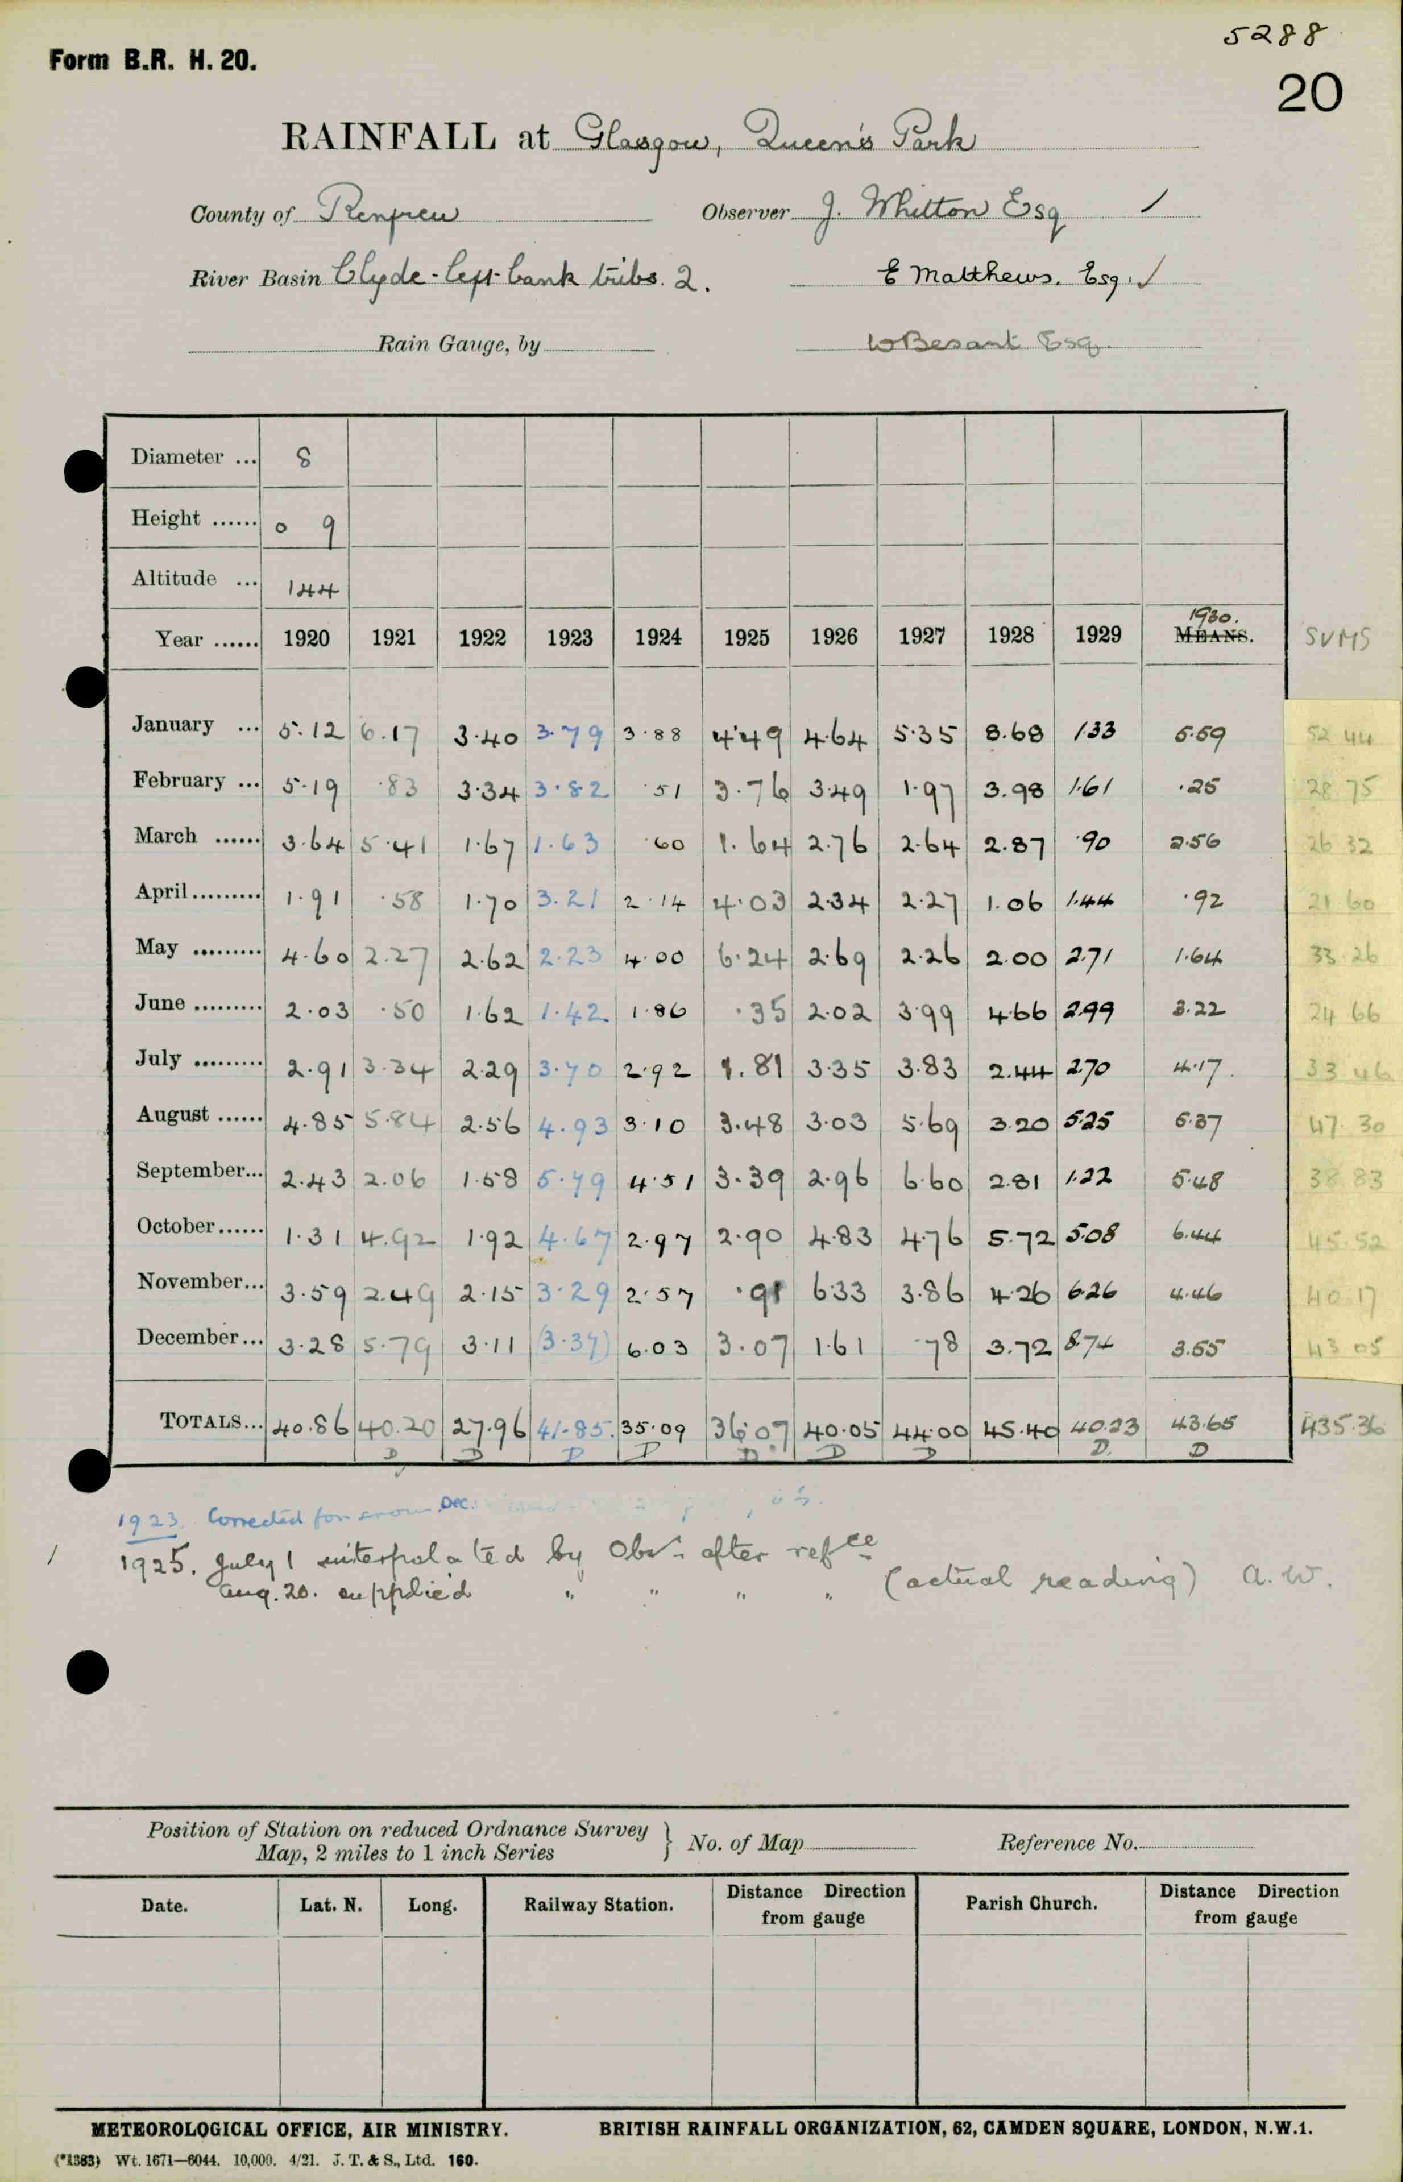 5288
Form B.R. H. 20.
20
RAINFALL at Glasgow, Queen's Park
County of Renfrew Observer J. Whitton Esq /
River Basin Clyde - left bank tribs. 2. E Matthews. Esq. ✓
Rain Gauge, by W Besant Esq.
Diameter ... 8
Height ...... 0 9
Altitude ... 144
1930.
Year ...... 1920 1921 1922 1923 1924 1925 1926 1927 1928 1929 MEANS. SUMS
January ... 5.12 6.17 3.40 3.79 3.88 4.49 4.64 5.35 8.68 1.33 5.59 52 44
February ... 5.19 .83 3.34 3.82 .51 3.76 3.49 1.97 3.98 1.61 .25 28 75
March ...... 3.64 5.41 1.67 1.63 .60 1.64 2.76 2.64 2.87 .90 2.56 26 32
April......... 1.91 .58 1.70 3.21 2.14 4.03 2.34 2.27 1.06 1.44 .92 21 60
May ......... 4.60 2.27 2.62 2.23 4.00 6.24 2.69 2.26 2.00 2.71 1.64 33 26
June ......... 2.03 .50 1.62 1.42 1.86 .35 2.02 3.99 4.66 2.99 3.22 24 66
July ......... 2.91 3.34 2.29 3.70 2.92 1.81 3.35 3.83 2.44 2.70 4.17 33 46
August ...... 4.85 5.84 2.56 4.93 3.10 3.48 3.03 5.69 3.20 5.25 5.37 47 30
September... 2.43 2.06 1.58 5.79 4.51 3.39 2.96 6.60 2.81 1.22 5.48 38 83
October...... 1.31 4.92 1.92 4.67 2.97 2.90 4.83 4.76 5.72 5.08 6.44 45.52
November... 3.59 2.49 2.15 3.29 2.57 .91 6.33 3.86 4.26 6.26 4.46 40.17
December... 3.28 5.79 3.11 (3.37) 6.03 3.07 1.61 .78 3.72 8.74 3.55 43 05
TOTALS... 40.86 40.20 27.96 41.85 35.09 36.07 40.05 44.00 45.40 40.23 43.65 435.36
D D D D D D D D. D
1923 Corrected for snow Dec.
/ 1925. July 1 interpolated by Obsr. after refce
Aug. 20. supplied " " " " (actual reading) A.W.
Position of Station on reduced Ordnance Survey
Map, 2 miles to 1 inch Series } No. of Map Reference No.
Date. Lat. N. Long. Railway Station. Distance Direction from gauge Parish Church. Distance Direction from gauge
METEOROLOGICAL OFFICE, AIR MINISTRY. BRITISH RAINFALL ORGANIZATION, 62, CAMDEN SQUARE, LONDON, N.W.1.
(*1383) Wt. 1671—6044. 10,000. 4/21. J. T. & S., Ltd. 160.